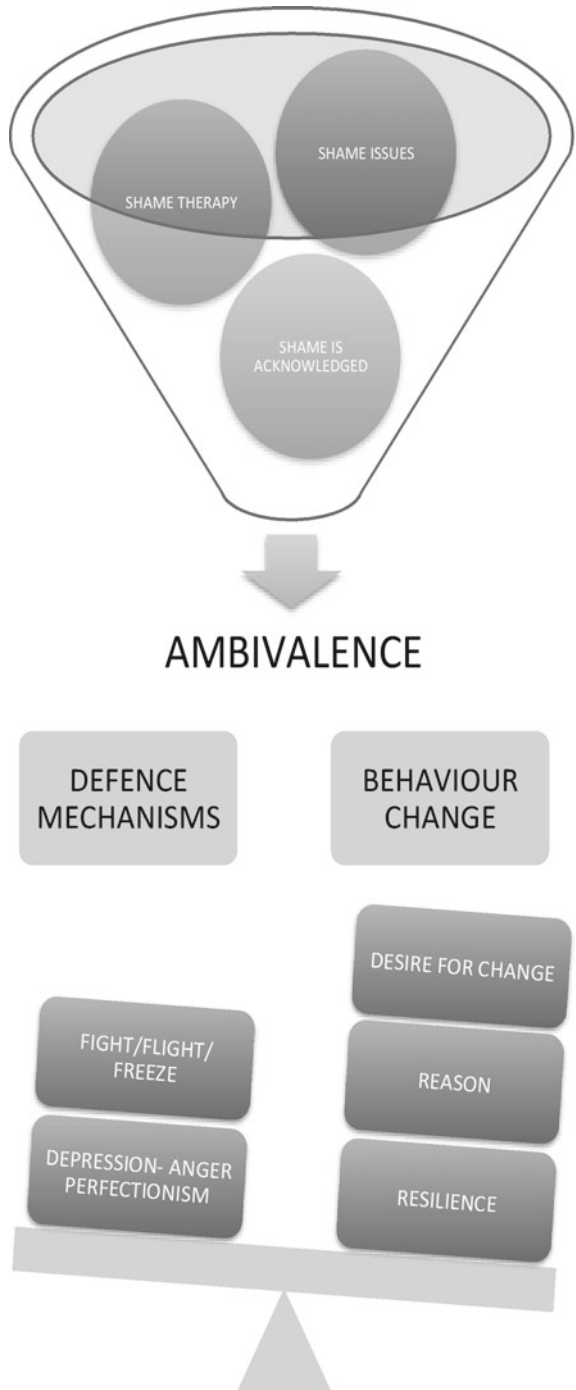 SHAME ISSUES
SHAME THERAPY
SHAME IS
ACKNOWLEDGED
AMBIVALENCE
DEFENCE
MECHANISMS
BEHAVIOUR
CHANGE
DESIRE FOR CHANGE
FIGHT/FLIGHT/
FREEZE
REASON
DEPRESSION- ANGER
PERFECTIONISM
RESILIENCE